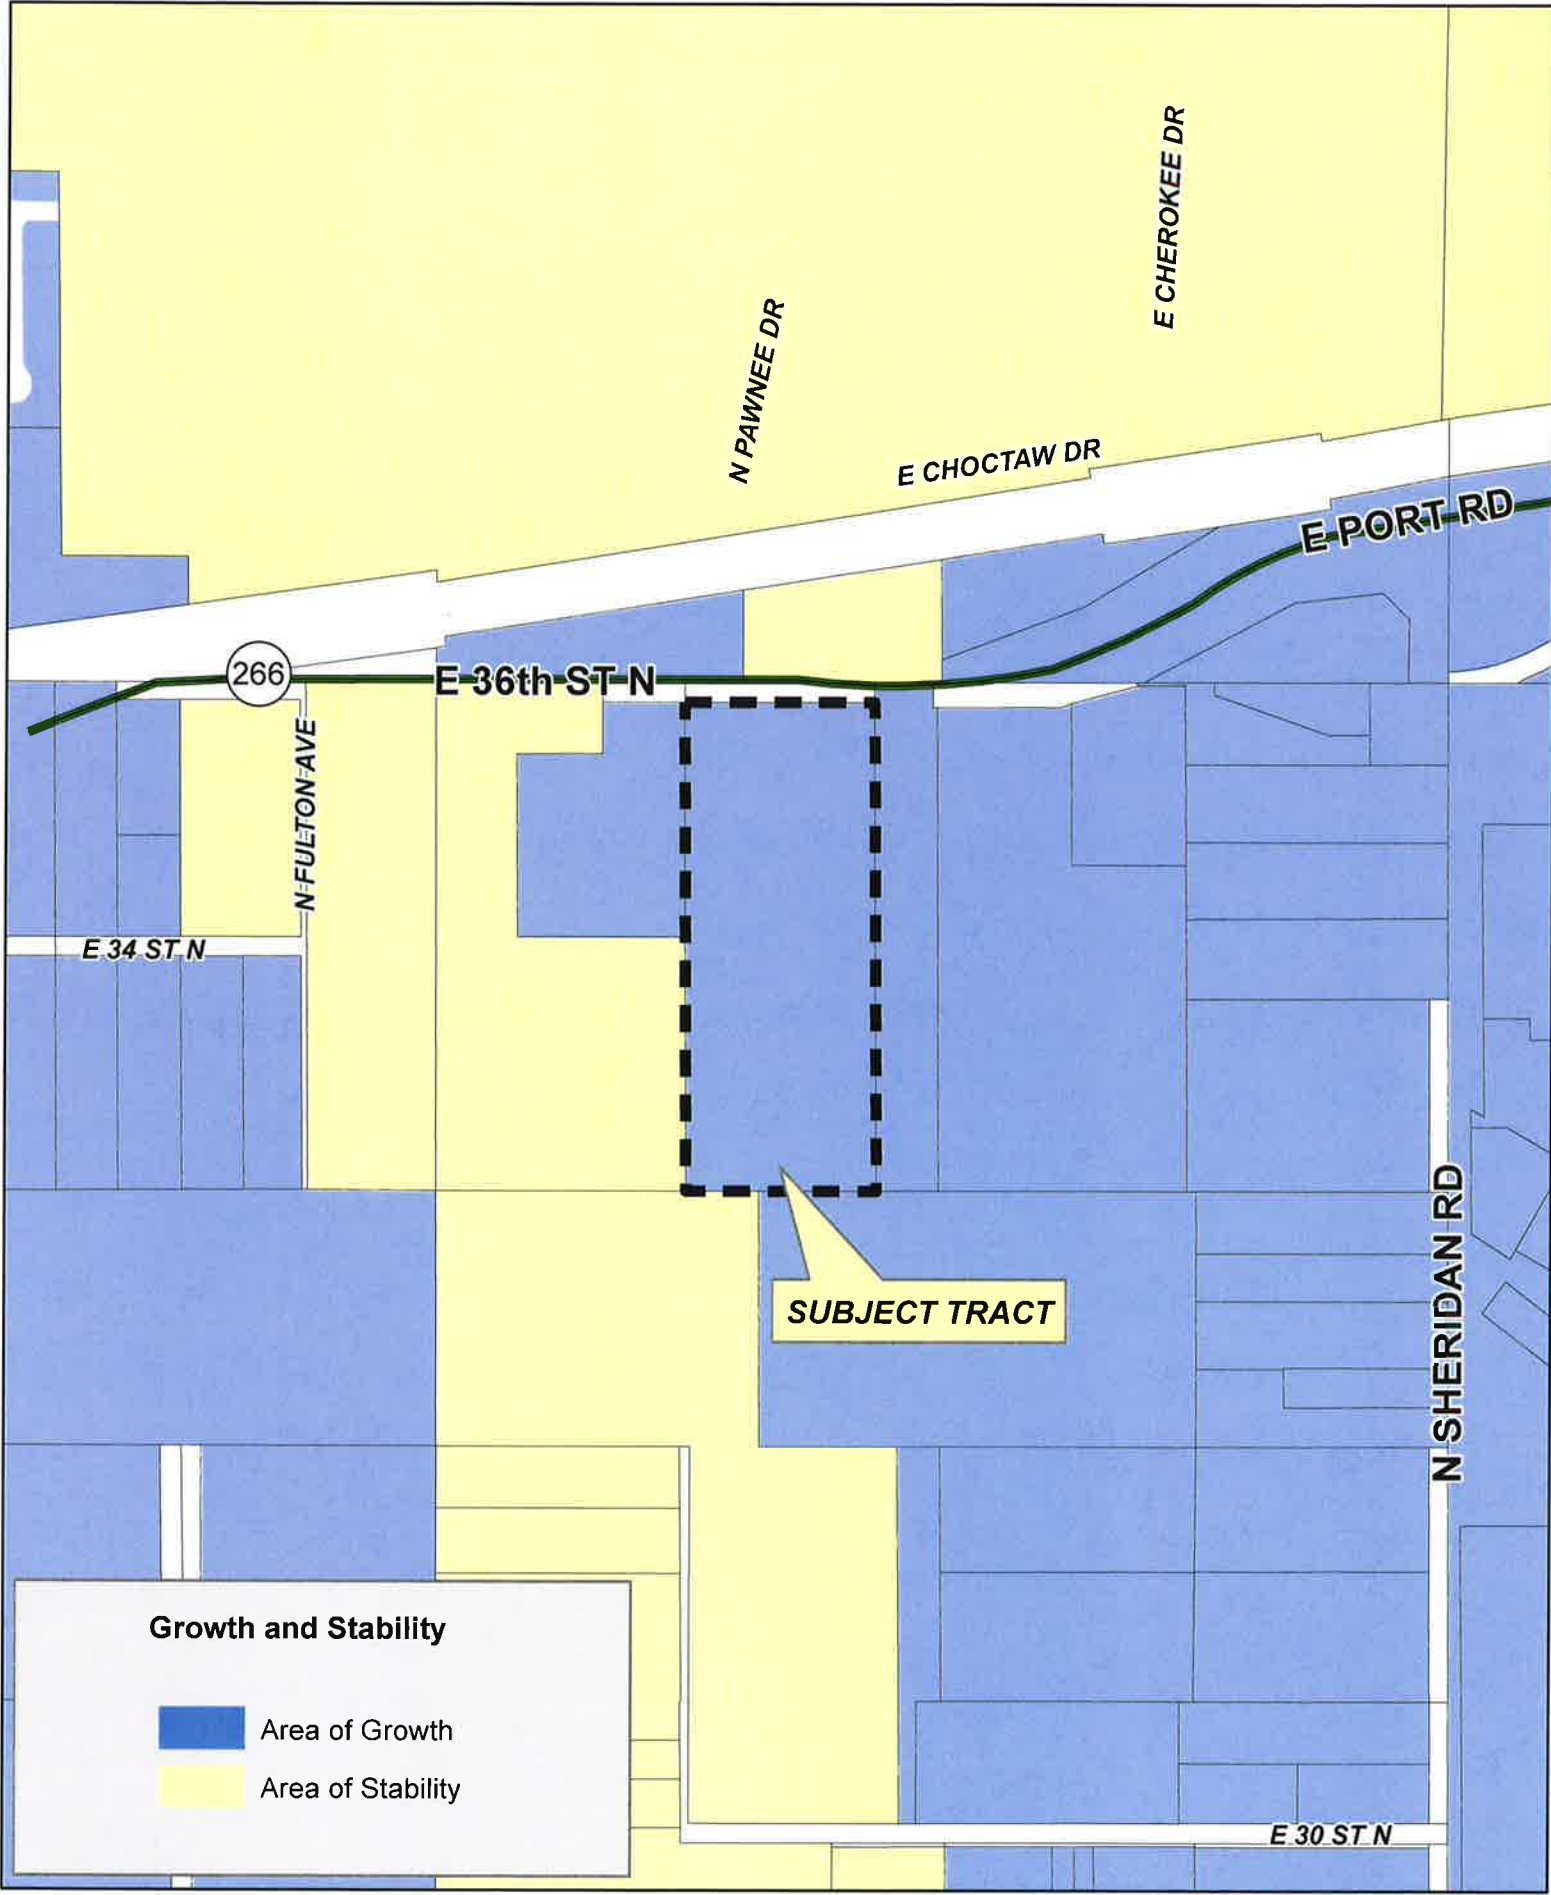 E CHEROKEE DR
N PAWNEE DR
E CHOCTAW DR
E PORT RD
266
E 36th ST N
N FULTON AVE
E 34 ST N
SUBJECT TRACT
N SHERIDAN RD
Growth and Stability
Area of Growth
Area of Stability
E 30 ST N